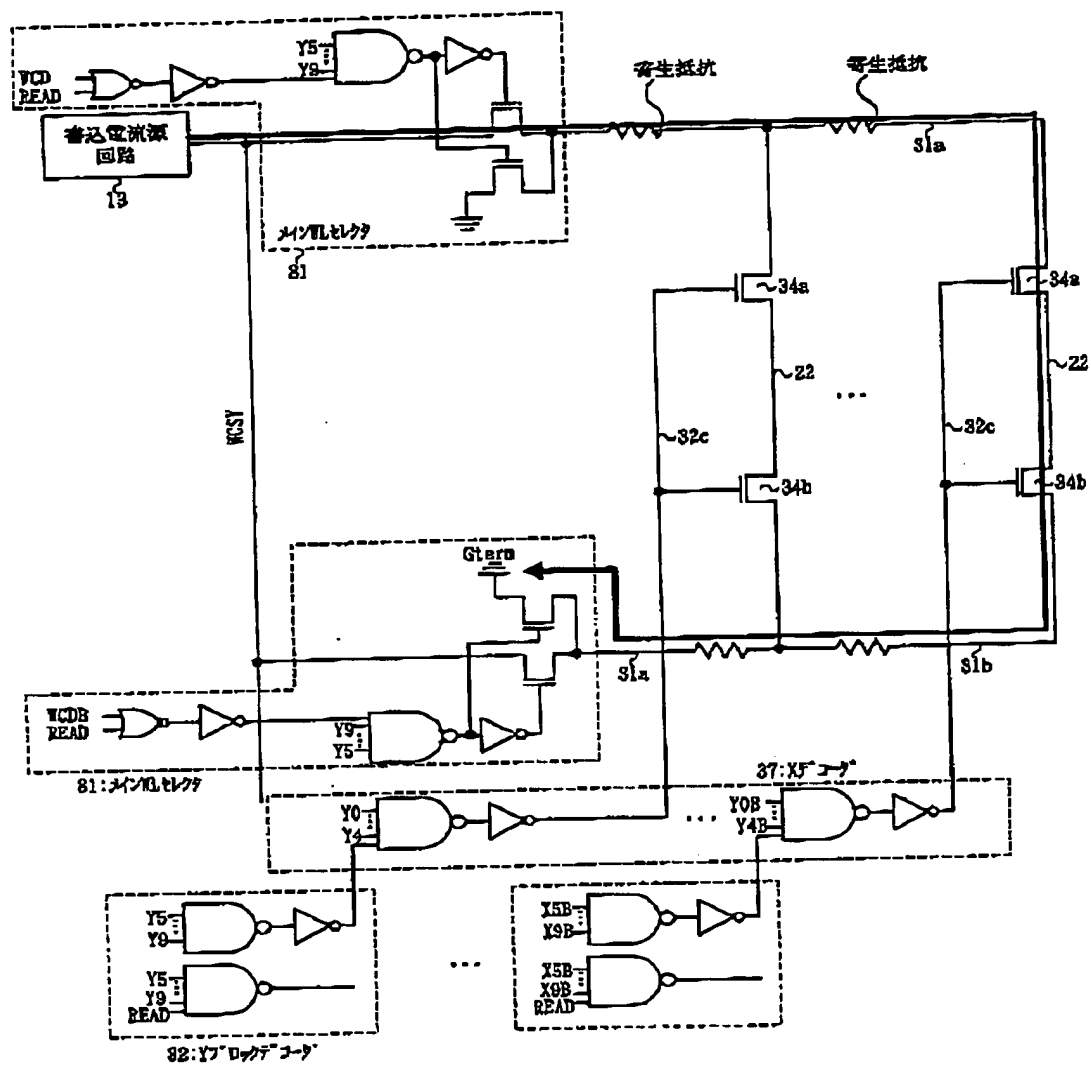 WCD
READ
Y5
Y9
寄生抵抗
寄生抵抗
書込電流源
回路
13
メインWLセレクタ
81
31a
34a
34a
22
22
...
WCSY
32c
32c
34b
34b
Gterm
31a
31b
WCDB
READ
Y9
Y5
81:メインWLセレクタ
37:Xデコーダ
Y0
Y4
...
Y0B
Y4B
Y5
Y9
Y5
Y9
READ
...
X5B
X9B
X5B
X9B
READ
32:Yブロックデコーダ